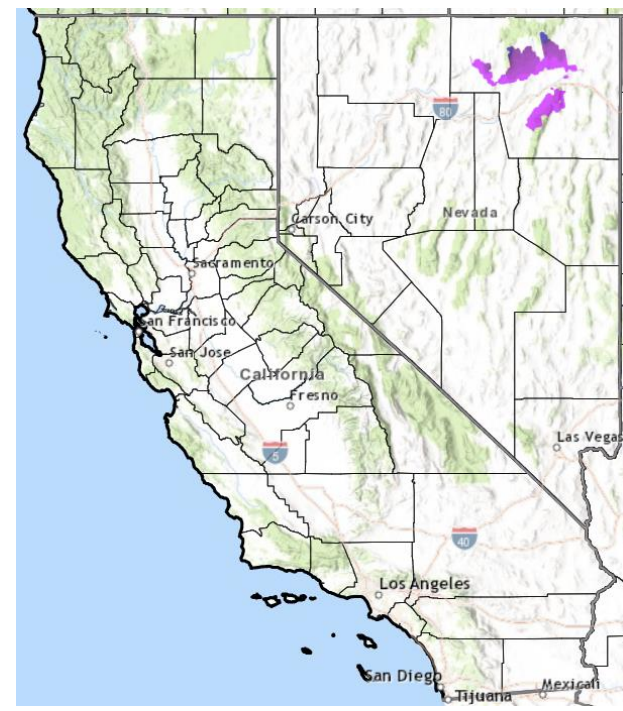 80
Carson City
Nevada
Sacramento
San Francisco
San Jose
California
Fresno
5
Las Vegas
40
Los Angeles
San Diego
Tijuana
Mexicali